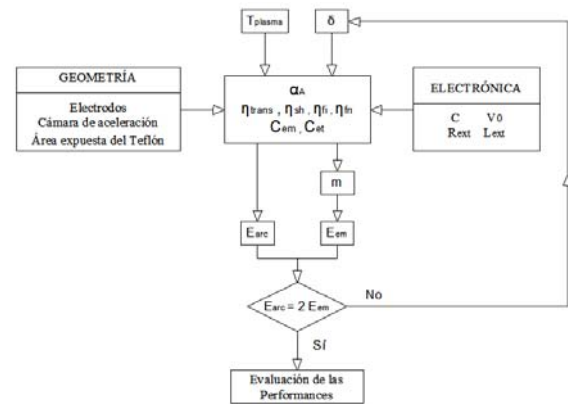 Tplasma
δ
GEOMETRÍA
Electrodos
Cámara de aceleración
Área expuesta del Teflón
αA
ηtrans , ηsh , ηfi , ηfn
Cem , Cet
ELECTRÓNICA
C V0
Rext Lext
m
Earc
Eem
Earc = 2 Eem
No
Sí
Evaluación de las
Performances